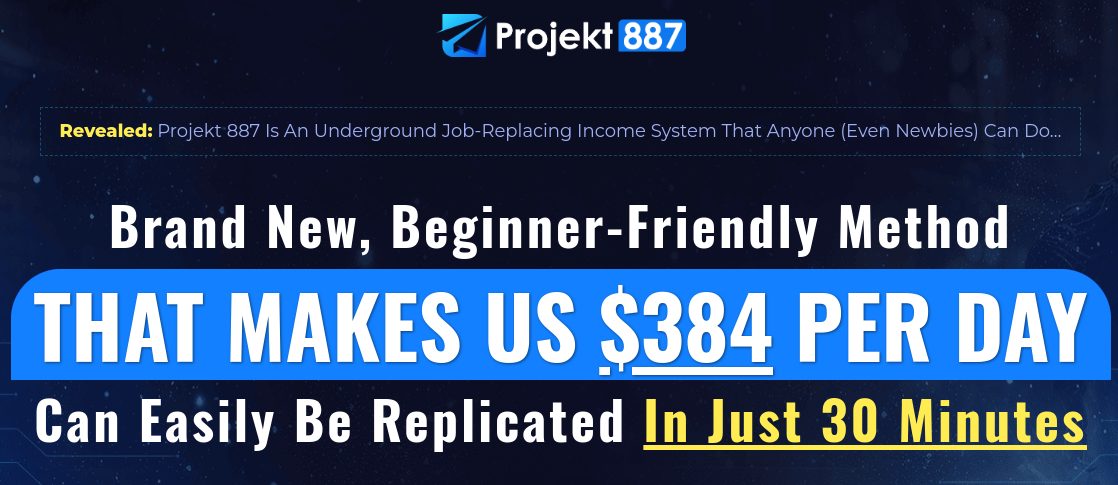 Projekt 887
Revealed: Projekt 887 Is An Underground Job-Replacing Income System That Anyone (Even Newbies) Can Do...
Brand New, Beginner-Friendly Method
THAT MAKES US $384 PER DAY
Can Easily Be Replicated In Just 30 Minutes